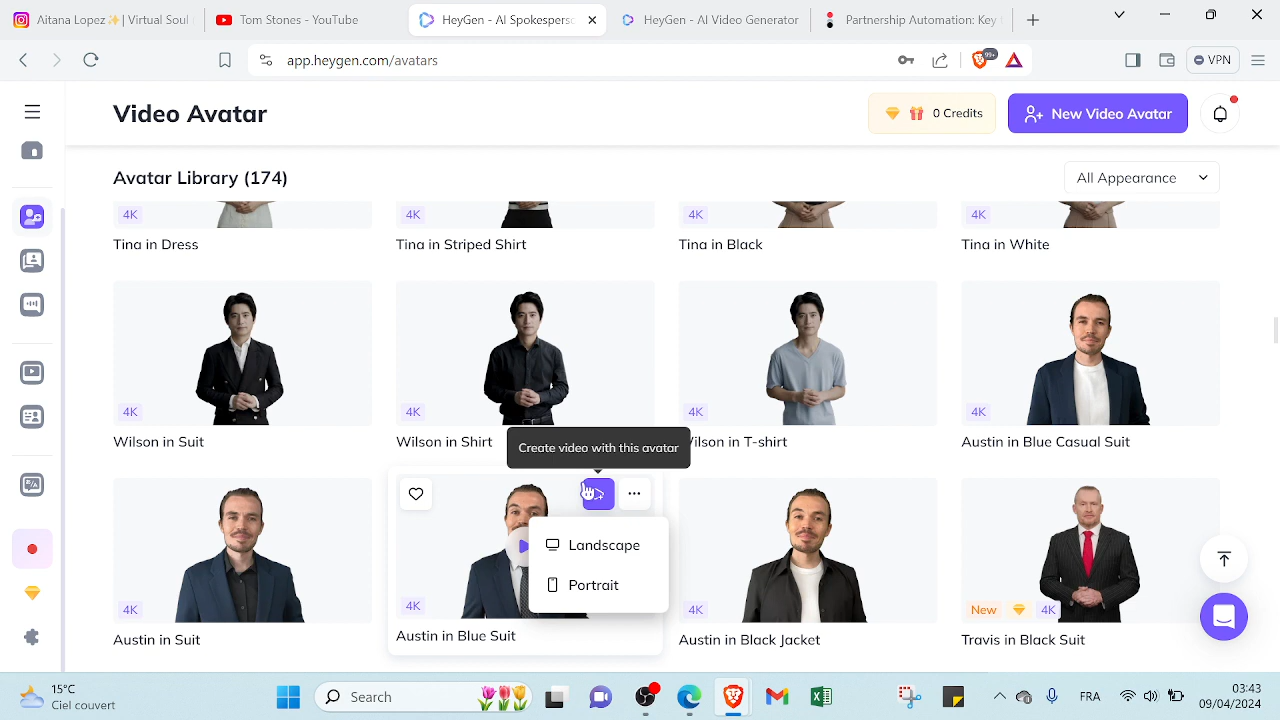 Aitana Lopez✨| Virtual Soul
Tom Stores - YouTube
HeyGen - AI Spokespers
HeyGen - AI Video Generator
Partnership Automation: Key
app.heygen.com/avatars
99+
VPN
Video Avatar
0 Credits
New Video Avatar
Avatar Library (174)
All Appearance
4K
4K
4K
4K
Tina in Dress
Tina in Striped Shirt
Tina in Black
Tina in White
4K
4K
4K
4K
Wilson in Suit
Wilson in Shirt
Wilson in T-shirt
Austin in Blue Casual Suit
Create video with this avatar
Landscape
Portrait
4K
4K
4K
New
4K
Austin in Suit
Austin in Blue Suit
Austin in Black Jacket
Travis in Black Suit
15°C
Ciel couvert
Search
FRA
03:43
09/04/2024